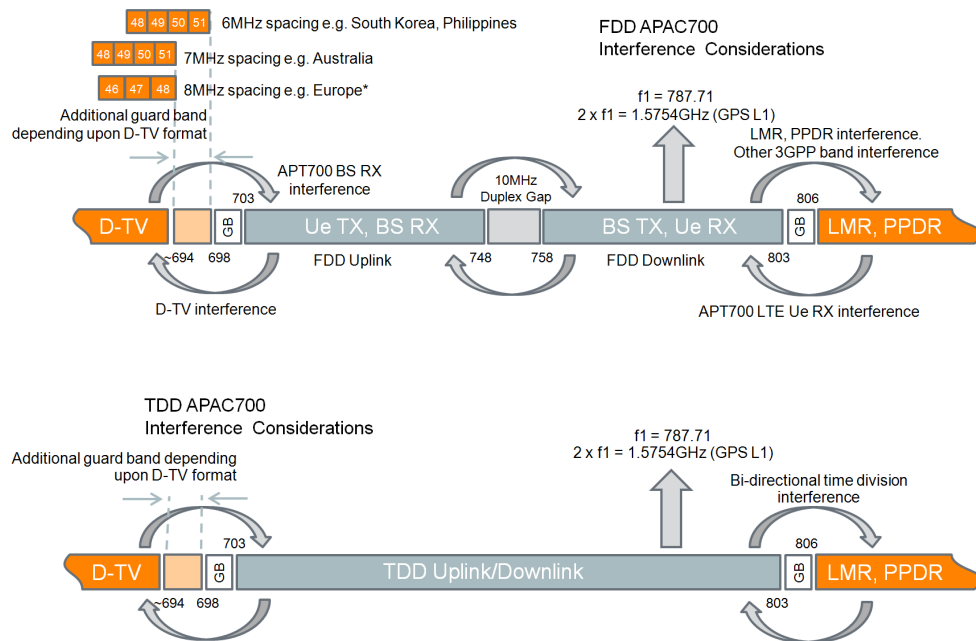 48 49 50 51
6MHz spacing e.g. South Korea, Philippines
48 49 50 51
7MHz spacing e.g. Australia
46 47 48
8MHz spacing e.g. Europe*
Additional guard band
depending upon D-TV format
FDD APAC700
Interference Considerations
f1 = 787.71
2 x f1 = 1.5754GHz (GPS L1)
LMR, PPDR interference.
Other 3GPP band interference
APT700 BS RX
interference
10MHz
Duplex Gap
703
806
D-TV
GB
Ue TX, BS RX
BS TX, Ue RX
GB
LMR, PPDR
~694
698
FDD Uplink
748
758
FDD Downlink
803
D-TV interference
APT700 LTE Ue RX interference
TDD APAC700
Interference Considerations
Additional guard band depending
upon D-TV format
f1 = 787.71
2 x f1 = 1.5754GHz (GPS L1)
Bi-directional time division
interference
703
806
D-TV
GB
TDD Uplink/Downlink
GB
LMR, PPDR
~694
698
803